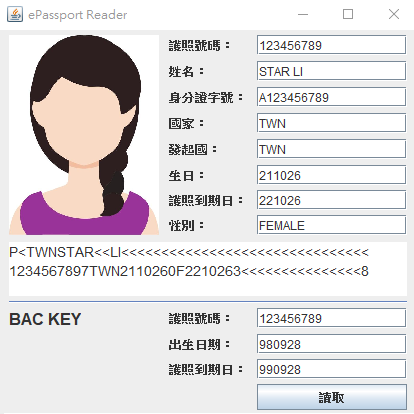 ePassport Reader
護照號碼： 123456789
姓名： STAR LI
身分證字號： A123456789
國家： TWN
發起國： TWN
生日： 211026
護照到期日： 221026
性別： FEMALE
P<TWNSTAR<<LI<<<<<<<<<<<<<<<<<<<<<<<<<<<<<<<
1234567897TWN2110260F2210263<<<<<<<<<<<<<<<8
BAC KEY
護照號碼： 123456789
出生日期： 980928
護照到期日： 990928
讀取